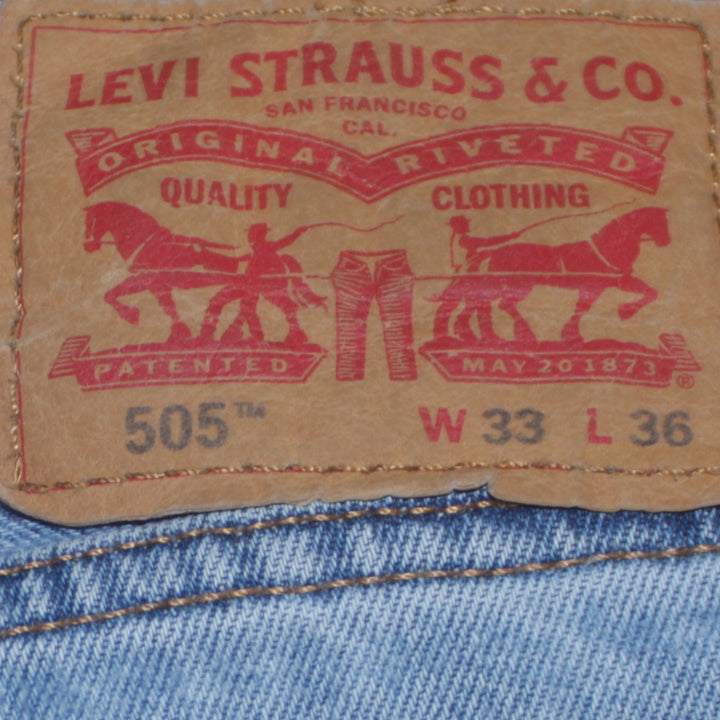 LEVI STRAUSS & CO.
SAN FRANCISCO
CAL.
ORIGINAL RIVETED
QUALITY CLOTHING
PATENTED MAY 20 1873 ®
505™ W 33 L 36